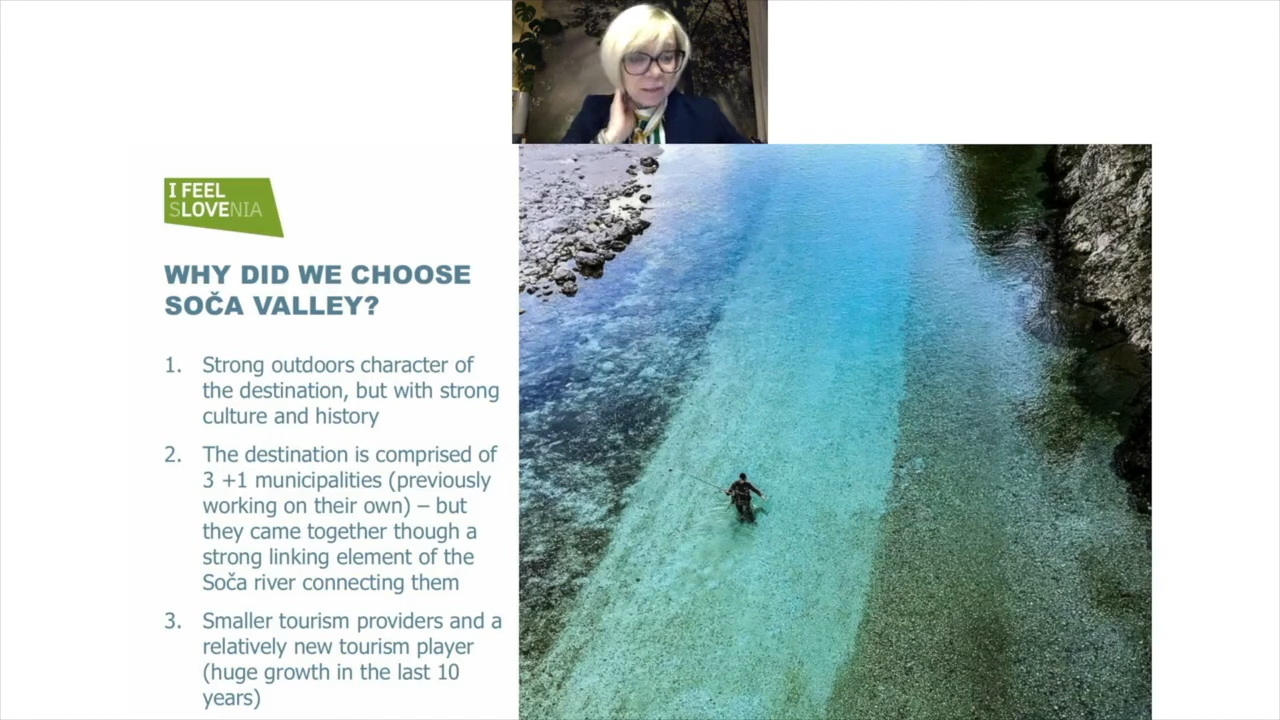 I FEEL
SLOVENIA
WHY DID WE CHOOSE
SOČA VALLEY?
1. Strong outdoors character of
the destination, but with strong
culture and history
2. The destination is comprised of
3 +1 municipalities (previously
working on their own) – but
they came together though a
strong linking element of the
Soča river connecting them
3. Smaller tourism providers and a
relatively new tourism player
(huge growth in the last 10
years)